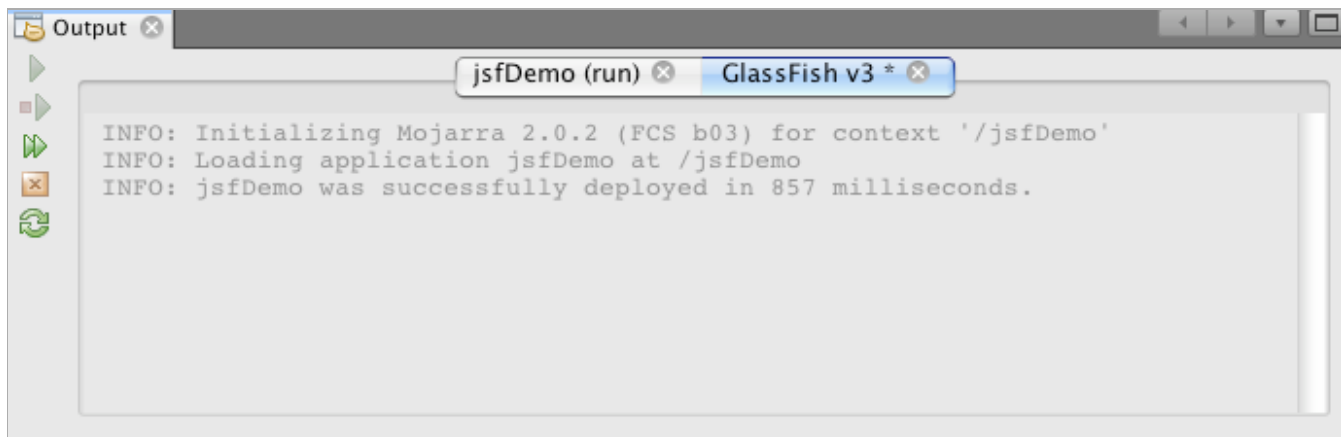 Output
jsfDemo (run) GlassFish v3 *
INFO: Initializing Mojarra 2.0.2 (FCS b03) for context '/jsfDemo'
INFO: Loading application jsfDemo at /jsfDemo
INFO: jsfDemo was successfully deployed in 857 milliseconds.